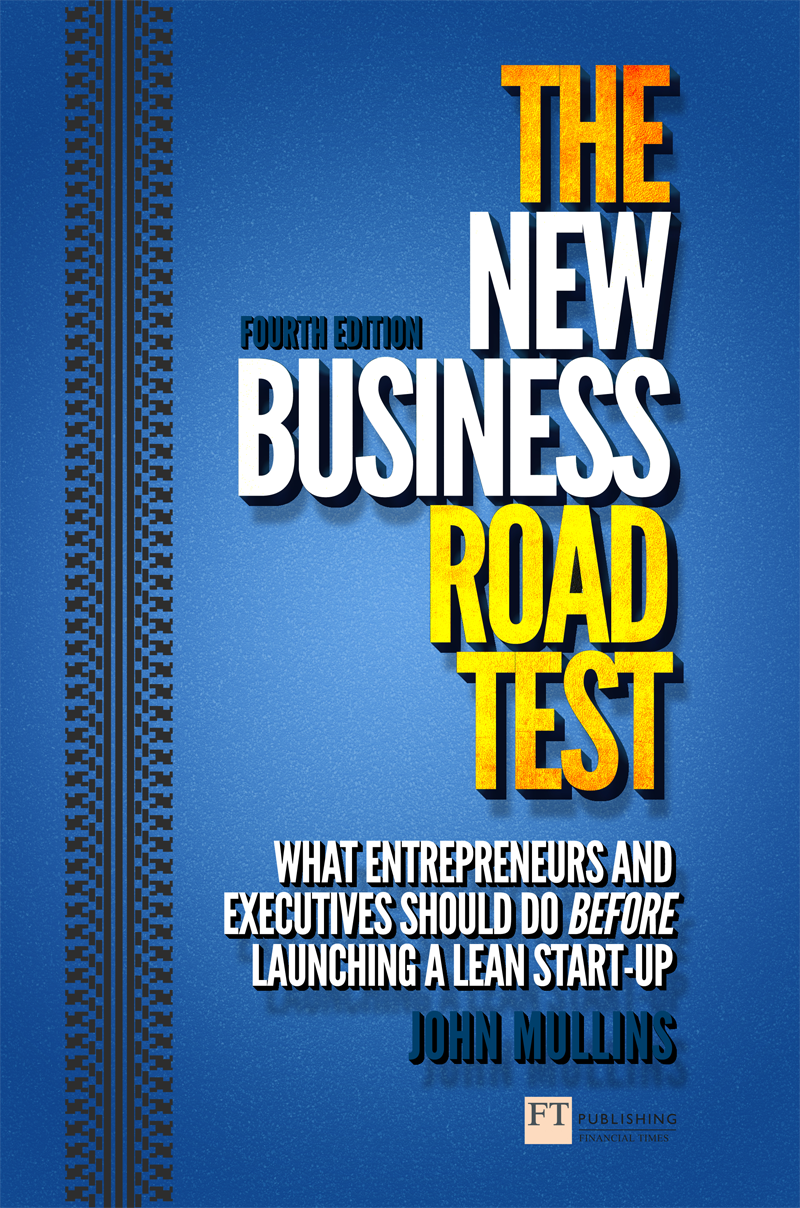 THE
NEW
FOURTH EDITION
BUSINESS
ROAD
TEST
WHAT ENTREPRENEURS AND
EXECUTIVES SHOULD DO BEFORE
LAUNCHING A LEAN START-UP
JOHN MULLINS
FT PUBLISHING
FINANCIAL TIMES